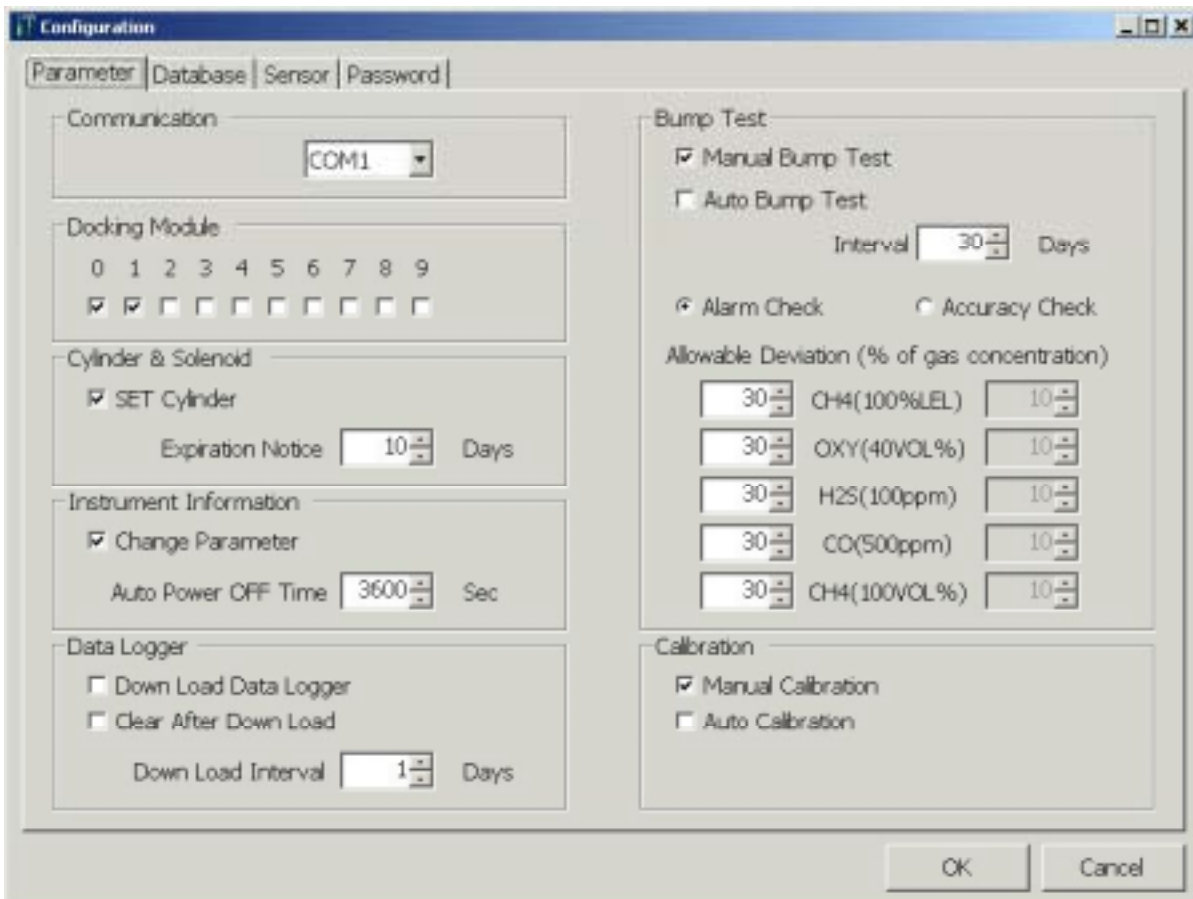 Configuration
Parameter Database Sensor Password
Communication
COM1
Docking Module
0 1 2 3 4 5 6 7 8 9
Cylinder & Solenoid
SET Cylinder
Expiration Notice 10 Days
Instrument Information
Change Parameter
Auto Power OFF Time 3600 Sec
Data Logger
Down Load Data Logger
Clear After Down Load
Down Load Interval 1 Days
Bump Test
Manual Bump Test
Auto Bump Test
Interval 30 Days
Alarm Check Accuracy Check
Allowable Deviation (% of gas concentration)
30 CH4(100%LEL) 10
30 OXY(40VOL%) 10
30 H2S(100ppm) 10
30 CO(500ppm) 10
30 CH4(100VOL%) 10
Calibration
Manual Calibration
Auto Calibration
OK Cancel